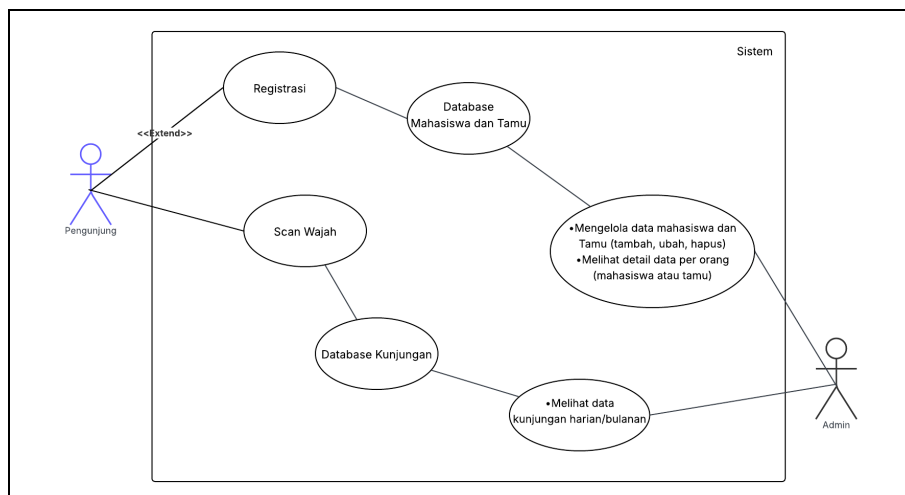 Sistem
Registrasi
Database
Mahasiswa dan Tamu
<<Extend>>
Pengunjung
Scan Wajah
•Mengelola data mahasiswa dan
Tamu (tambah, ubah, hapus)
•Melihat detail data per orang
(mahasiswa atau tamu)
Database Kunjungan
•Melihat data
kunjungan harian/bulanan
Admin